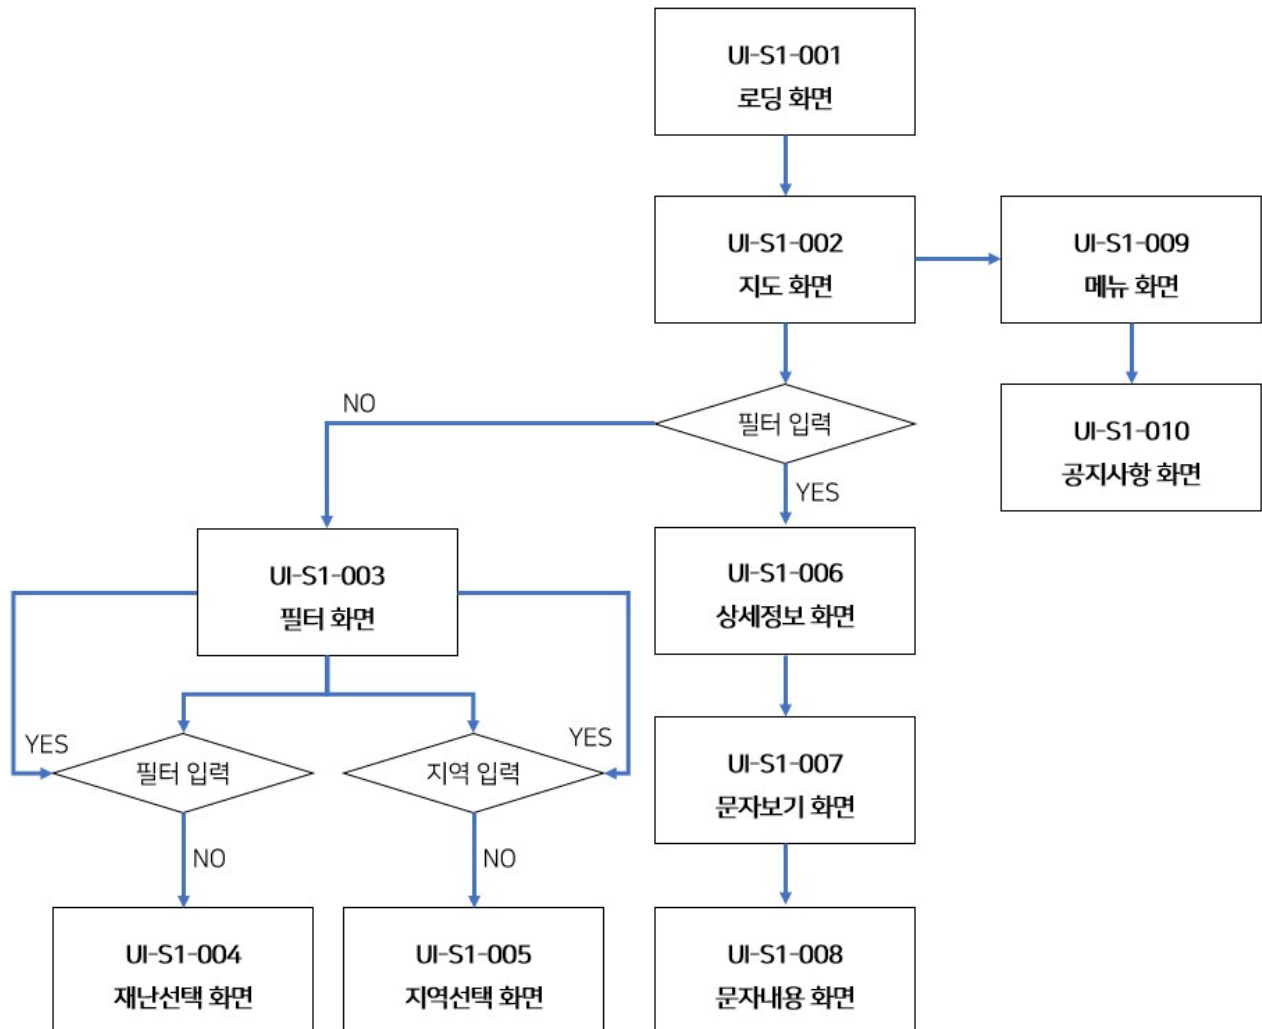 UI-S1-001
로딩 화면
UI-S1-002
지도 화면
UI-S1-009
메뉴 화면
NO
필터 입력
YES
UI-S1-010
공지사항 화면
UI-S1-003
필터 화면
UI-S1-006
상세정보 화면
YES
필터 입력
YES
지역 입력
UI-S1-007
문자보기 화면
NO
NO
UI-S1-004
재난선택 화면
UI-S1-005
지역선택 화면
UI-S1-008
문자내용 화면